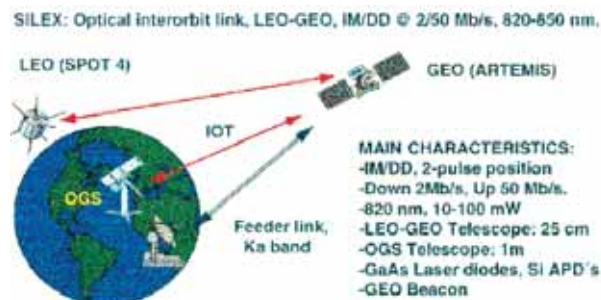 SILEX: Optical interorbit link, LEO-GEO, IM/DD @ 2/50 Mb/s, 820-850 nm.
LEO (SPOT 4)
GEO (ARTEMIS)
IOT
OGS
Feeder link,
Ka band
MAIN CHARACTERISTICS:
-IM/DD, 2-pulse position
-Down 2Mb/s, Up 50 Mb/s.
-820 nm, 10-100 mW
-LEO-GEO Telescope: 25 cm
-OGS Telescope: 1m
-GaAs Laser diodes, Si APD´s
-GEO Beacon